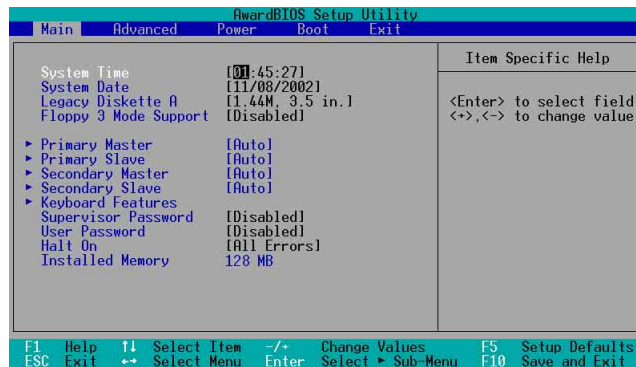 AwardBIOS Setup Utility
Main Advanced Power Boot Exit
Item Specific Help
System Time [01:45:27]
System Date [11/08/2002]
Legacy Diskette A [1.44M, 3.5 in.]
Floppy 3 Mode Support [Disabled]
<Enter> to select field
<+>,<-> to change value
▶ Primary Master [Auto]
▶ Primary Slave [Auto]
▶ Secondary Master [Auto]
▶ Secondary Slave [Auto]
▶ Keyboard Features
Supervisor Password [Disabled]
User Password [Disabled]
Halt On [All Errors]
Installed Memory 128 MB
F1 Help ↑↓ Select Item -/+ Change Values F5 Setup Defaults
ESC Exit ←→ Select Menu Enter Select ▶ Sub-Menu F10 Save and Exit